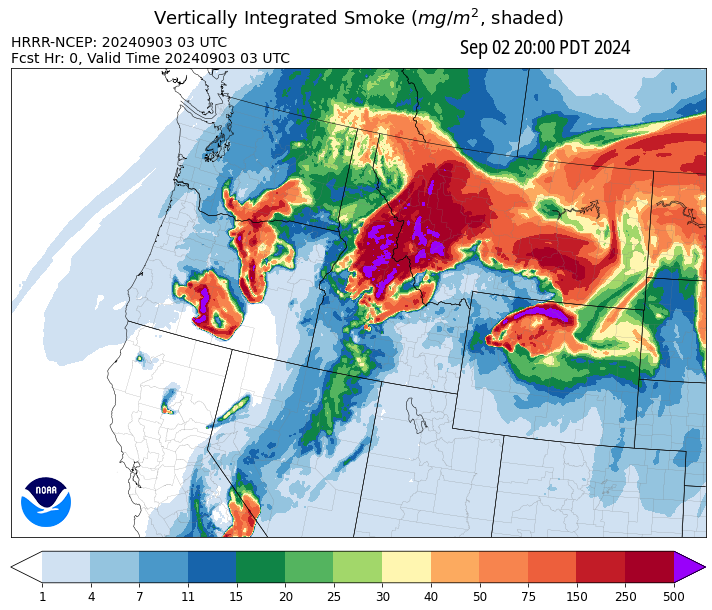 Vertically Integrated Smoke (mg/m², shaded)
HRRR-NCEP: 20240903 03 UTC
Fcst Hr: 0, Valid Time 20240903 03 UTC
Sep 02 20:00 PDT 2024
NOAA
1 4 7 11 15 20 25 30 40 50 75 150 250 500